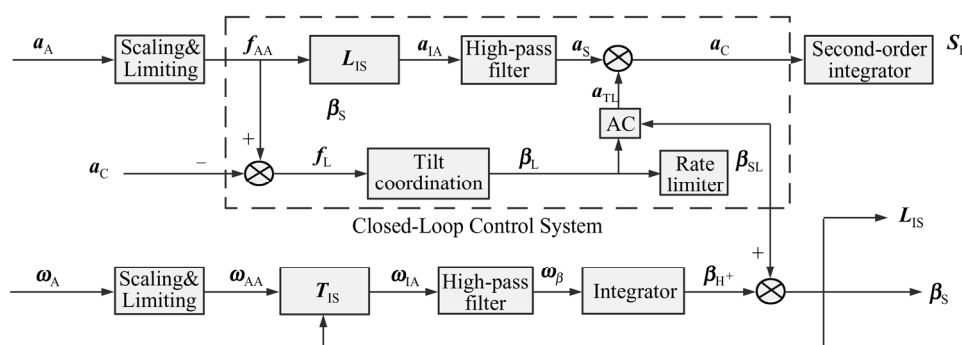 a_A Scaling& Limiting f_AA L_IS a_IA High-pass filter a_S a_C Second-order integrator
β_S a_TL
AC
+
a_C − f_L Tilt coordination β_L Rate limiter β_SL
Closed-Loop Control System L_IS
+
ω_A Scaling& Limiting ω_AA T_IS ω_IA High-pass filter ω_β Integrator β_H+ β_S